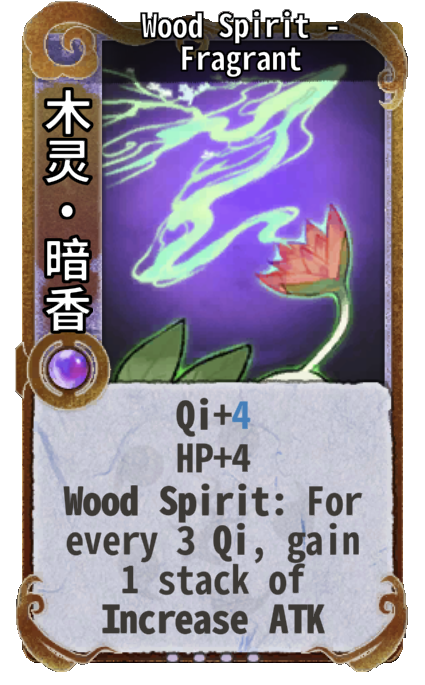 Wood Spirit -
Fragrant
木灵·暗香
Qi+4
HP+4
Wood Spirit: For
every 3 Qi, gain
1 stack of
Increase ATK